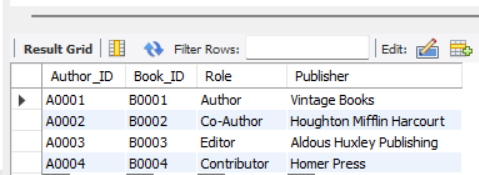 Result Grid Filter Rows: Edit:
Author_ID Book_ID Role Publisher
A0001 B0001 Author Vintage Books
A0002 B0002 Co-Author Houghton Mifflin Harcourt
A0003 B0003 Editor Aldous Huxley Publishing
A0004 B0004 Contributor Homer Press